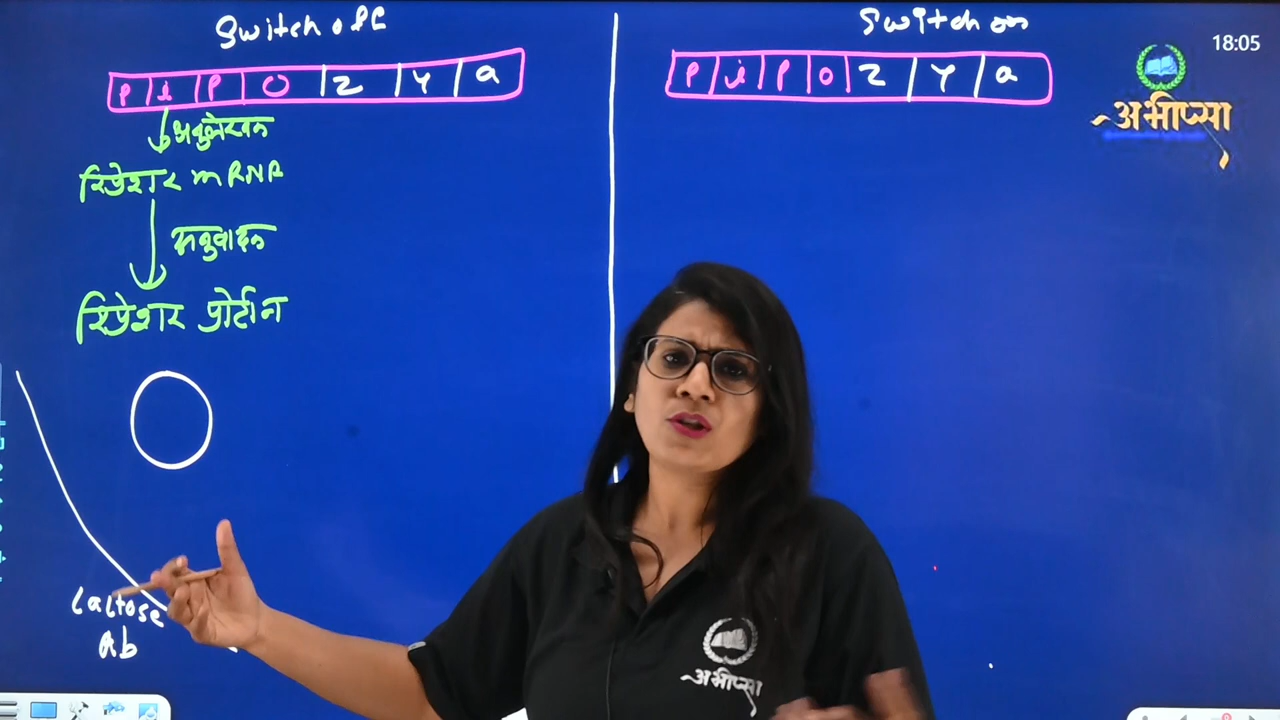 Switch off
P i P O Z Y a
अनुलेखन
रिप्रेशर mRNA
अनुवादन
रिप्रेशर प्रोटीन
Lactose
Ab
Switch on
P i P O Z Y a
18:05
अभीप्सा
अभीप्सा